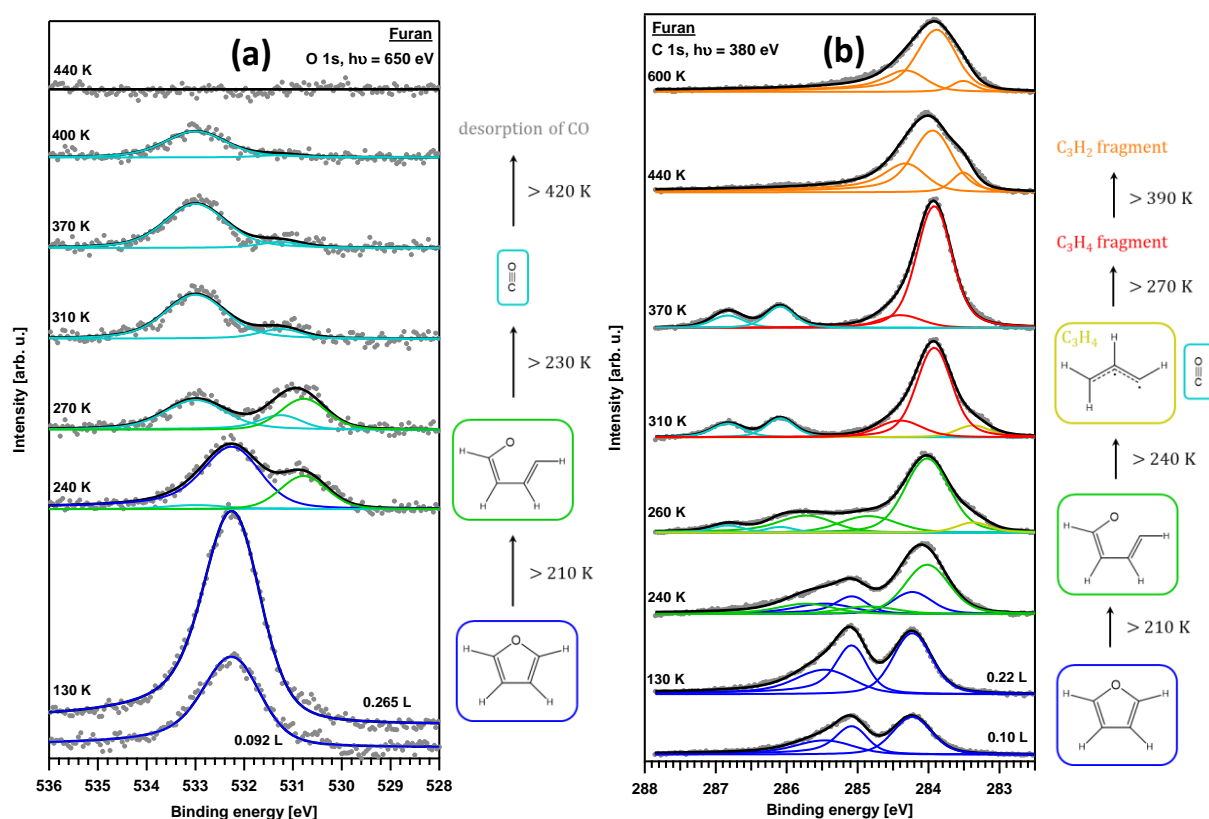 Furan
(a)
O 1s, hυ = 650 eV
440 K
400 K
370 K
310 K
270 K
240 K
130 K
0.265 L
0.092 L
Intensity [arb. u.]
536 535 534 533 532 531 530 529 528
Binding energy [eV]
desorption of CO
> 420 K
O
C
> 230 K
O
H
H
H
H
> 210 K
O
H
H
H
H
Furan
(b)
C 1s, hυ = 380 eV
600 K
440 K
370 K
310 K
260 K
240 K
130 K
0.22 L
0.10 L
Intensity [arb. u.]
288 287 286 285 284 283
Binding energy [eV]
C₃H₂ fragment
> 390 K
C₃H₄ fragment
> 270 K
C₃H₄
H
H
H
H
O
C
> 240 K
O
H
H
H
H
> 210 K
O
H
H
H
H